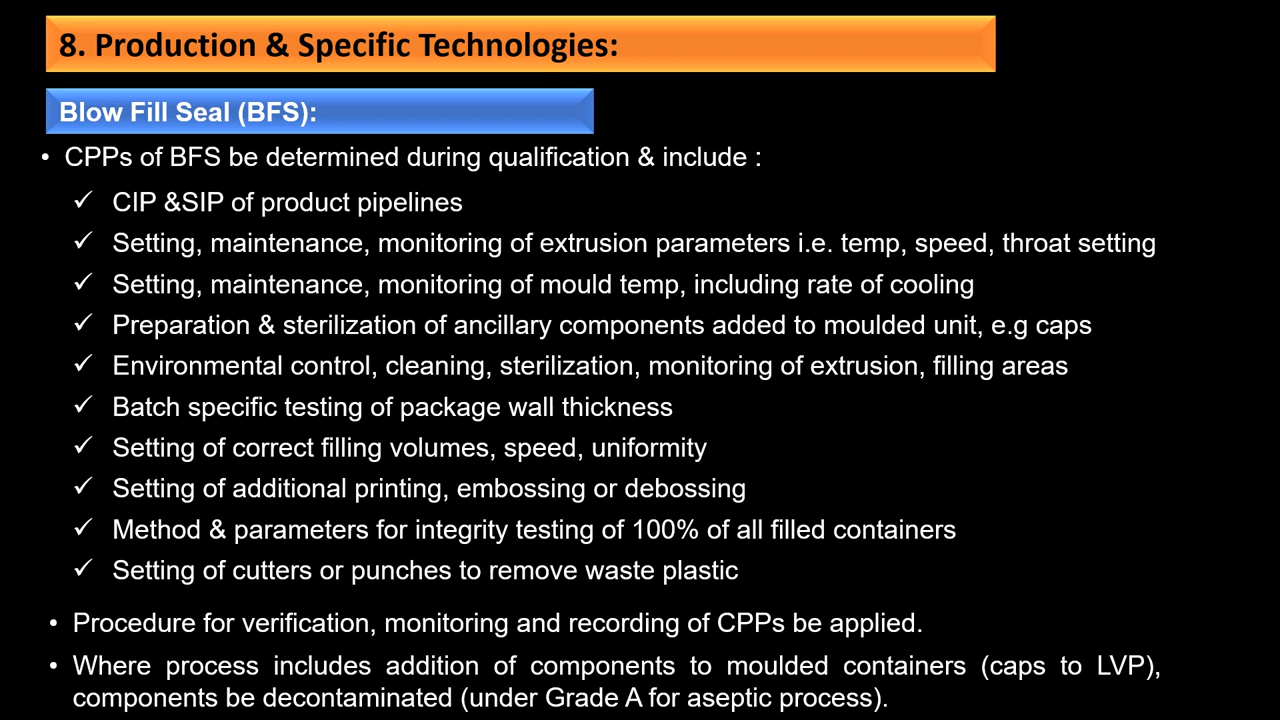 8. Production & Specific Technologies:
Blow Fill Seal (BFS):
• CPPs of BFS be determined during qualification & include :
✓ CIP &SIP of product pipelines
✓ Setting, maintenance, monitoring of extrusion parameters i.e. temp, speed, throat setting
✓ Setting, maintenance, monitoring of mould temp, including rate of cooling
✓ Preparation & sterilization of ancillary components added to moulded unit, e.g caps
✓ Environmental control, cleaning, sterilization, monitoring of extrusion, filling areas
✓ Batch specific testing of package wall thickness
✓ Setting of correct filling volumes, speed, uniformity
✓ Setting of additional printing, embossing or debossing
✓ Method & parameters for integrity testing of 100% of all filled containers
✓ Setting of cutters or punches to remove waste plastic
• Procedure for verification, monitoring and recording of CPPs be applied.
• Where process includes addition of components to moulded containers (caps to LVP),
components be decontaminated (under Grade A for aseptic process).